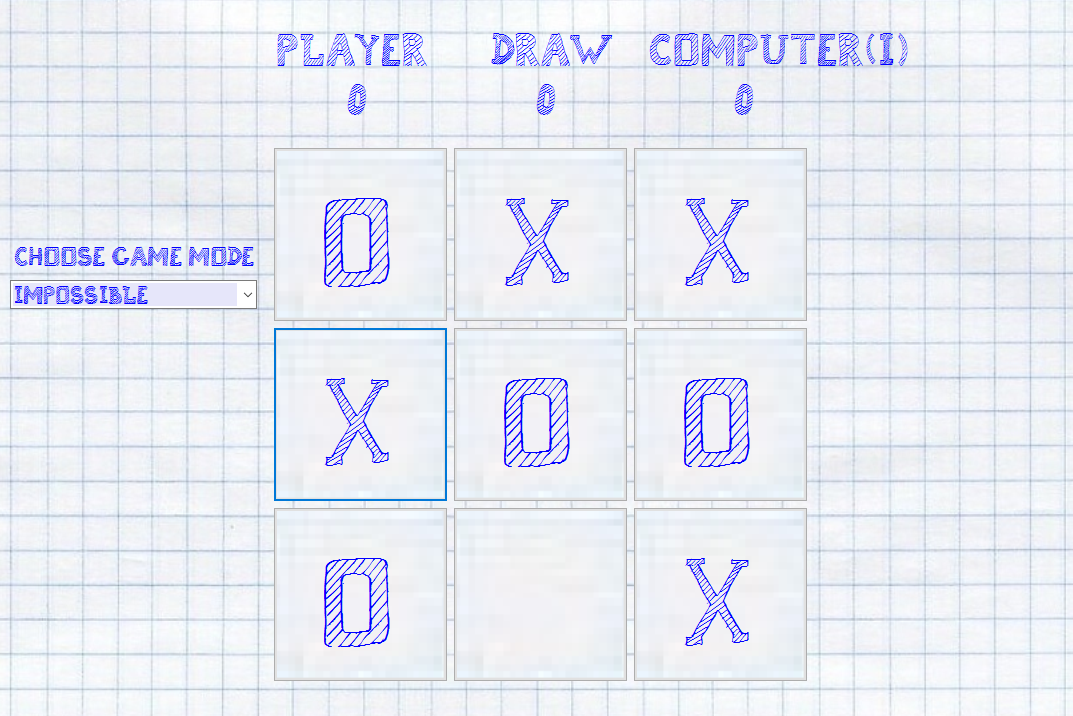 PLAYER DRAW COMPUTER(I)
0 0 0
O X X
CHOOSE GAME MODE
IMPOSSIBLE
X O O
O X